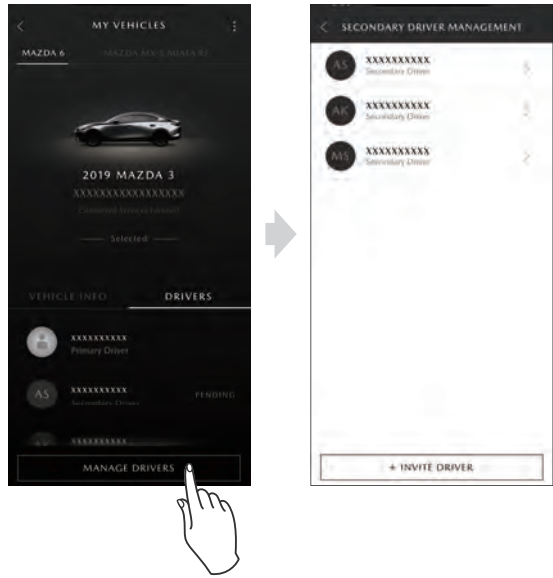 MY VEHICLES
MAZDA 6
2019 MAZDA 3
XXXXXXXXXXXXXXXXX
Selected
VEHICLE INFO DRIVERS
XXXXXXXXXX
Primary Driver
AS XXXXXXXXXX
Secondary Driver PENDING
AK XXXXXXXXXX
MANAGE DRIVERS
SECONDARY DRIVER MANAGEMENT
AS XXXXXXXXXX
Secondary Driver
AK XXXXXXXXXX
Secondary Driver
MS XXXXXXXXXX
Secondary Driver
+ INVITE DRIVER